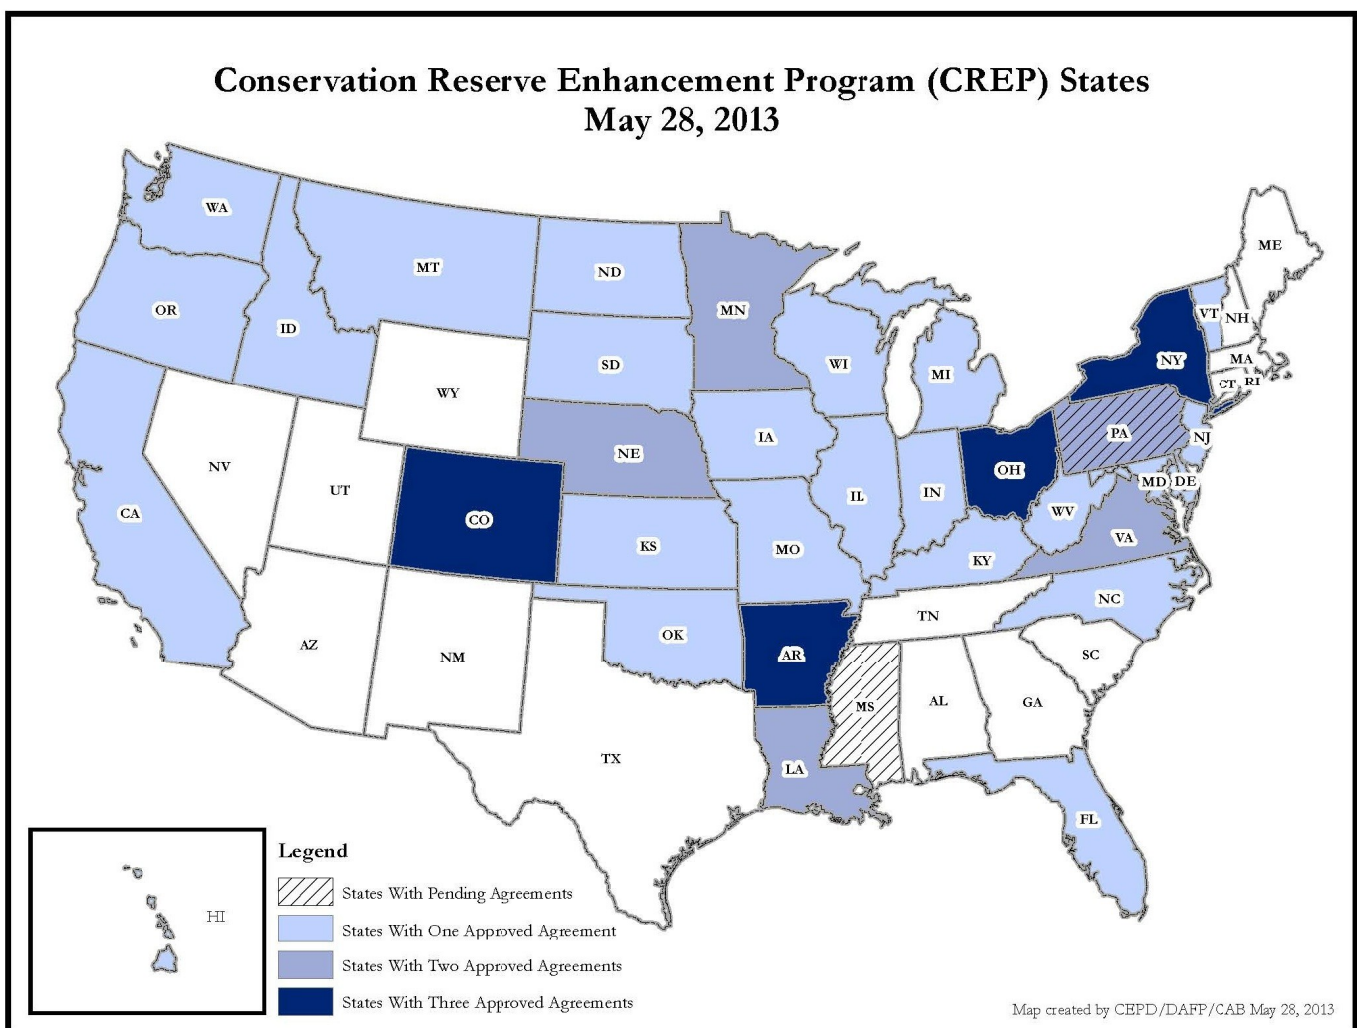 Conservation Reserve Enhancement Program (CREP) States
May 28, 2013
WA
ME
MT
ND
OR
MN
VT
NH
ID
WI
NY
MA
SD
MI
CT
RI
WY
IA
PA
NJ
NE
NV
OH
UT
IL
IN
MD
DE
CA
CO
WV
KS
MO
VA
KY
NC
TN
OK
AZ
NM
AR
SC
MS
AL
GA
TX
LA
FL
HI
Legend
States With Pending Agreements
States With One Approved Agreement
States With Two Approved Agreements
States With Three Approved Agreements
Map created by CEPD/DAFP/CAB May 28, 2013